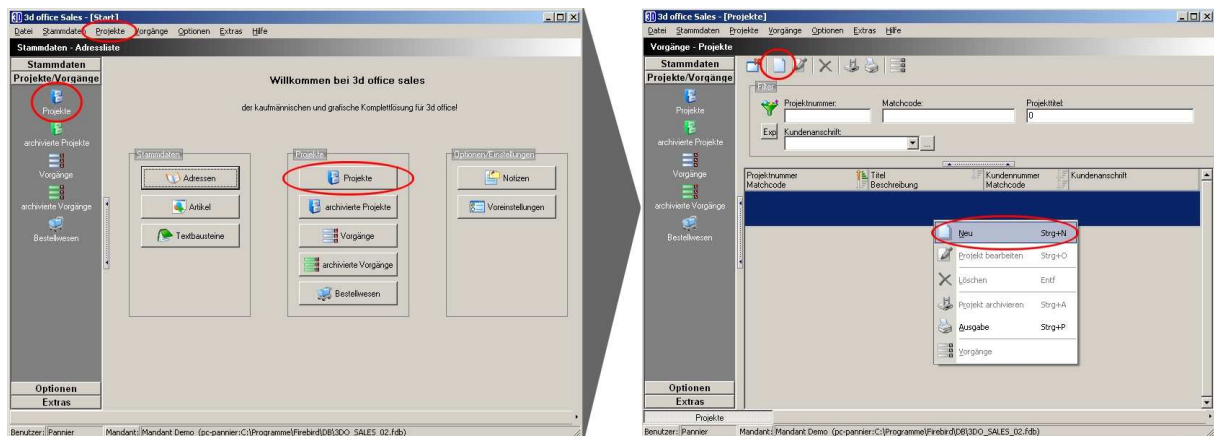 3d office Sales - [Start]
Datei Stammdaten Projekte Vorgänge Optionen Extras Hilfe
Stammdaten - Adressliste
Stammdaten
Projekte/Vorgänge
Projekte
archivierte Projekte
Vorgänge
archivierte Vorgänge
Bestellwesen
Optionen
Extras
Willkommen bei 3d office sales
der kaufmännischen und grafische Komplettlösung für 3d office!
Stammdaten
Adressen
Artikel
Textbausteine
Projekte
Projekte
archivierte Projekte
Vorgänge
archivierte Vorgänge
Bestellwesen
Optionen/Einstellungen
Notizen
Voreinstellungen
Benutzer: Pannier Mandant: Mandant Demo (pc-pannier:C:\Programme\Firebird\DB\3DO_SALES_02.fdb)
3d office Sales - [Projekte]
Datei Stammdaten Projekte Vorgänge Optionen Extras Hilfe
Vorgänge - Projekte
Stammdaten
Projekte/Vorgänge
Projekte
archivierte Projekte
Vorgänge
archivierte Vorgänge
Bestellwesen
Optionen
Extras
Filter
Projektnummer: Matchcode: Projekttitel:
0
Exp Kundenanschrift:
...
Projektnummer Titel Kundennummer Kundenanschrift
Matchcode Beschreibung Matchcode
Neu Strg+N
Projekt bearbeiten Strg+O
Löschen Entf
Projekt archivieren Strg+A
Ausgabe Strg+P
Vorgänge
Projekte
Benutzer: Pannier Mandant: Mandant Demo (pc-pannier:C:\Programme\Firebird\DB\3DO_SALES_02.fdb)